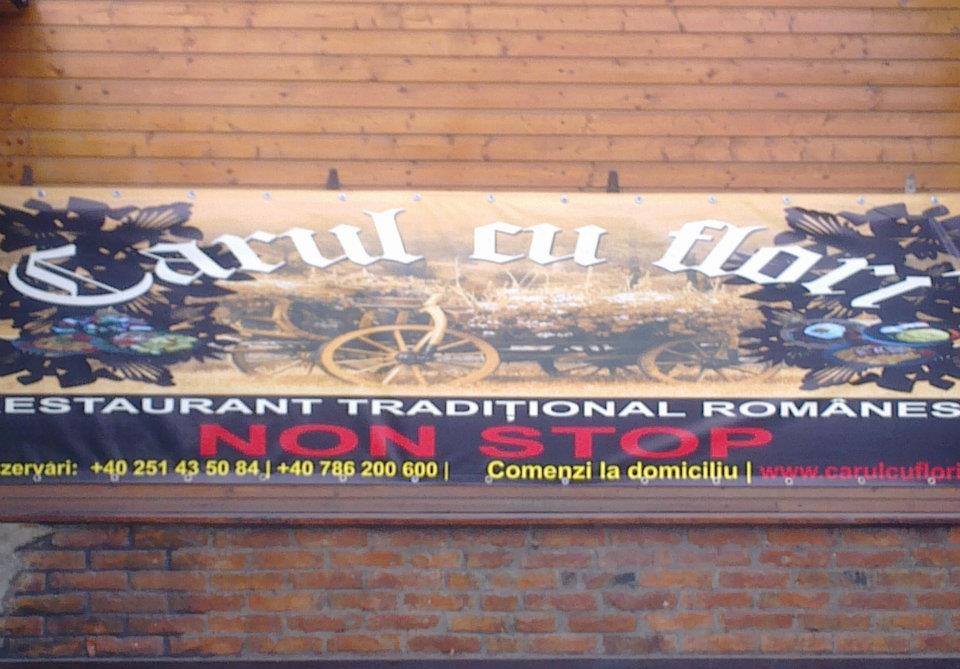 Carul cu flori
ESTAURANT TRADIȚIONAL ROMÂNES
NON STOP
zervări: +40 251 43 50 84 | +40 786 200 600 | Comenzi la domiciliu | www.carulcuflori